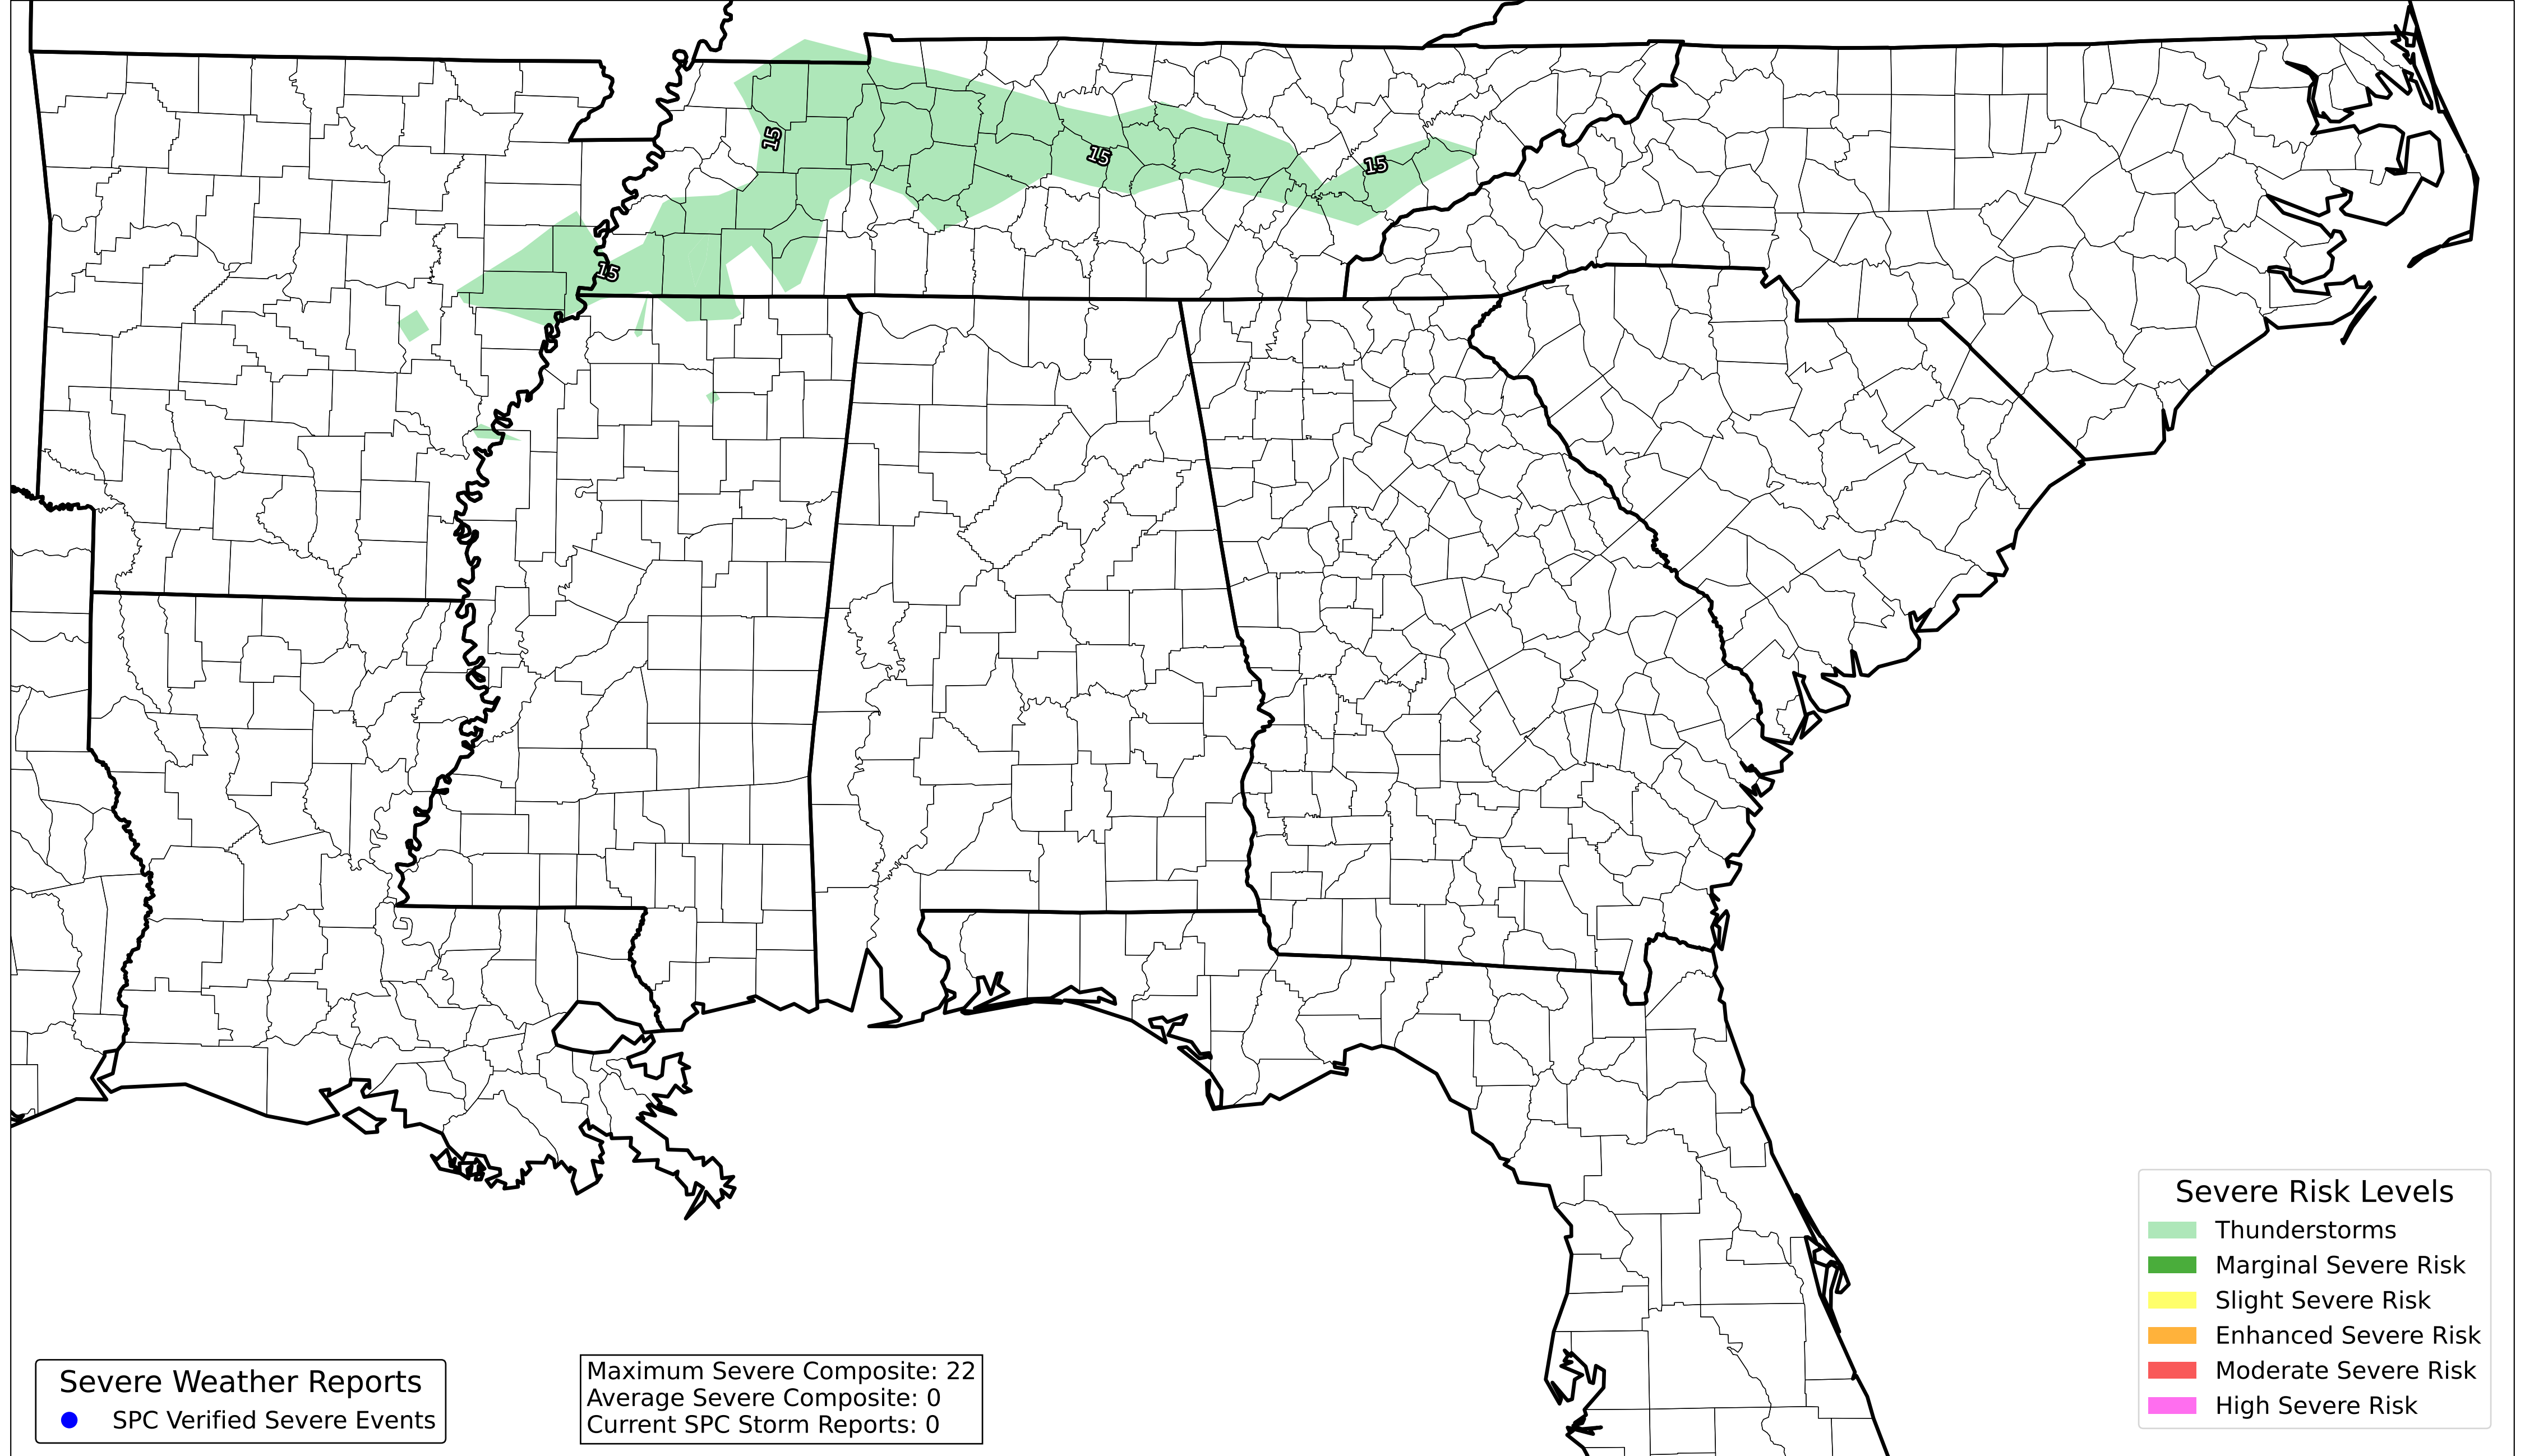 15
15
15
15
Severe Risk Levels
Thunderstorms
Marginal Severe Risk
Slight Severe Risk
Enhanced Severe Risk
Moderate Severe Risk
High Severe Risk
Severe Weather Reports
SPC Verified Severe Events
Maximum Severe Composite: 22
Average Severe Composite: 0
Current SPC Storm Reports: 0